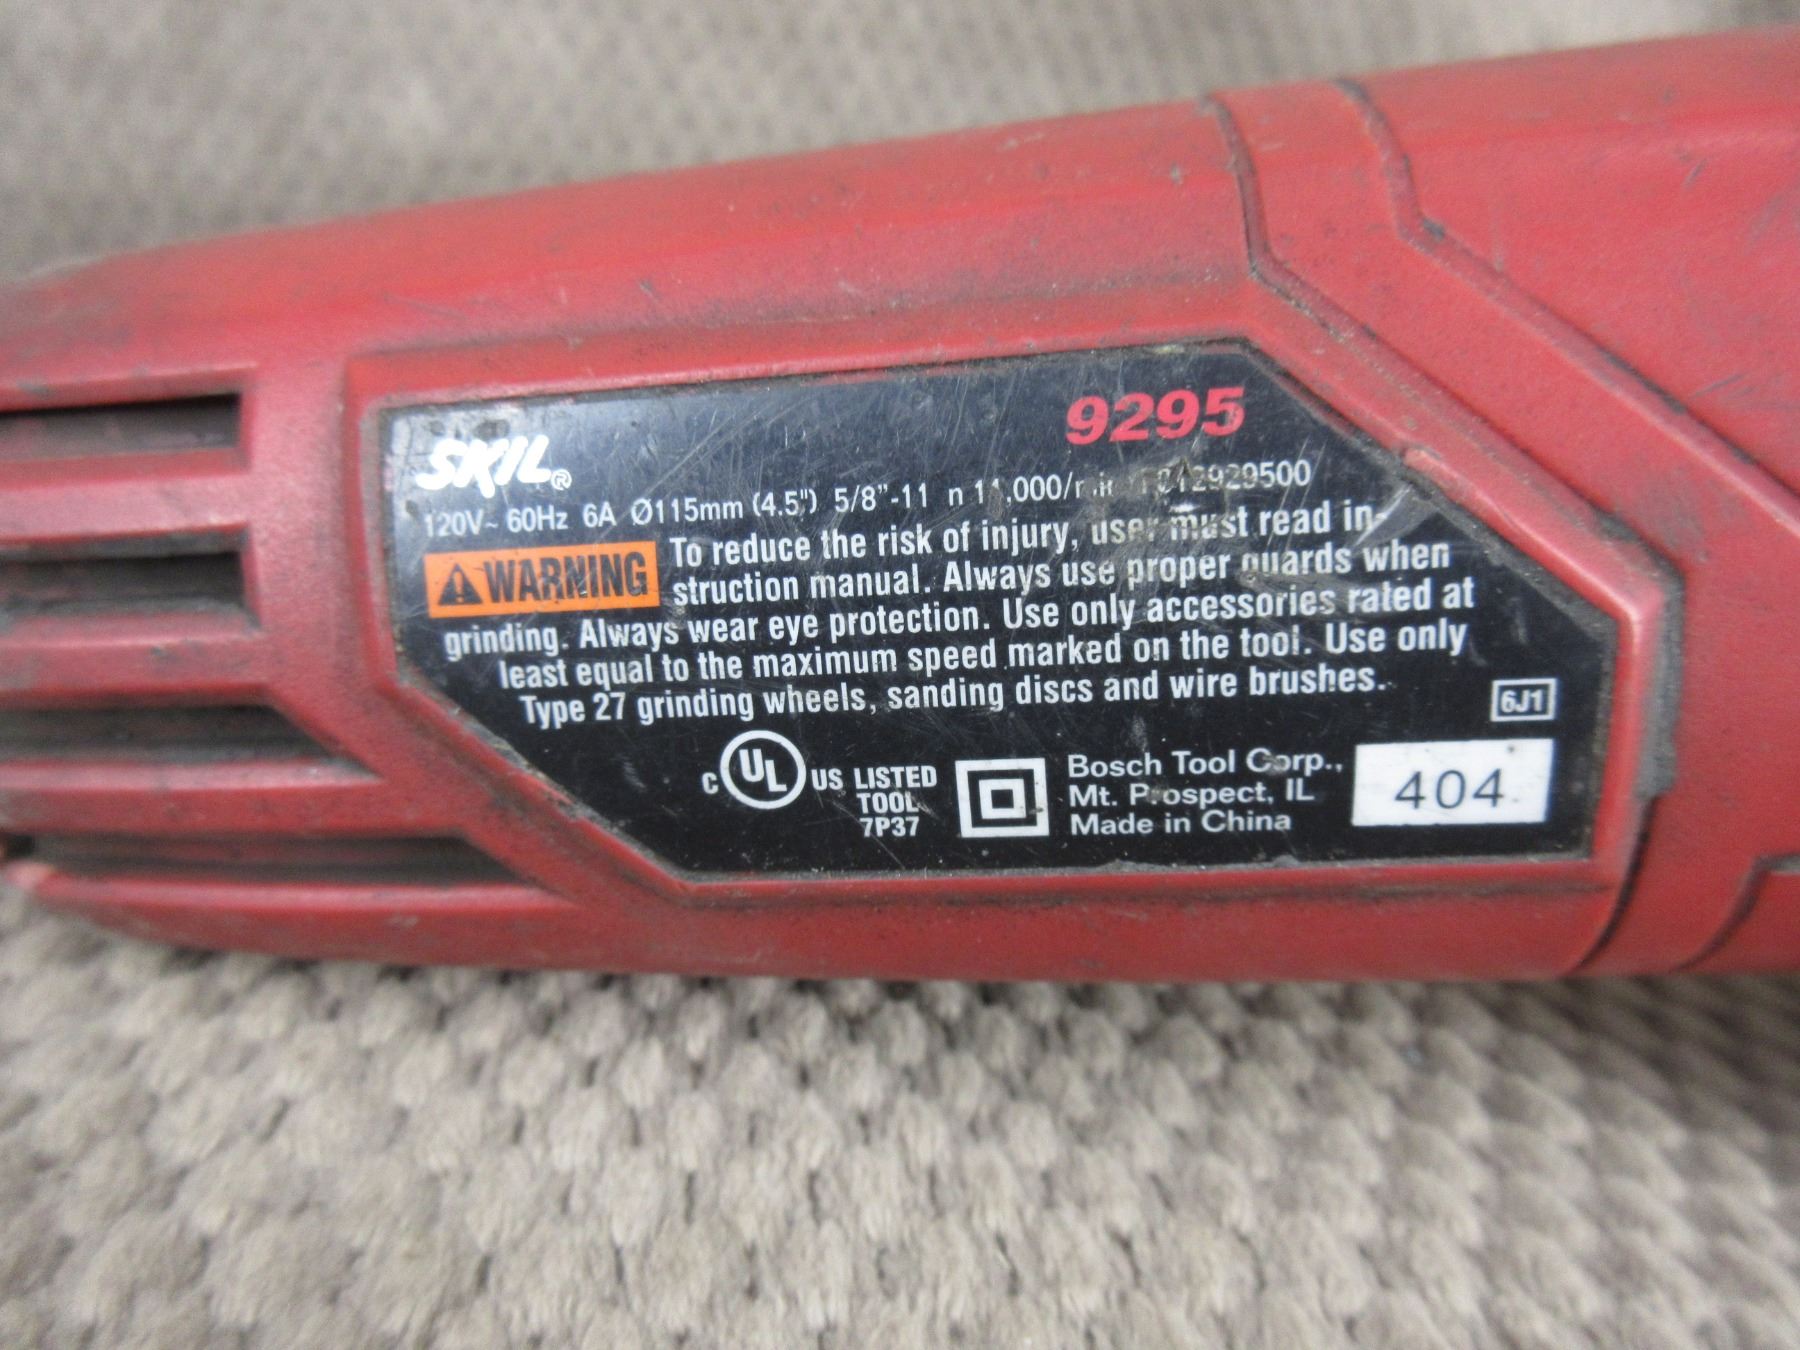 SKIL®
9295
120V~ 60Hz 6A Ø115mm (4.5") 5/8"-11 n 11,000/min F012929500
WARNING To reduce the risk of injury, user must read in-
struction manual. Always use proper guards when
grinding. Always wear eye protection. Use only accessories rated at
least equal to the maximum speed marked on the tool. Use only
Type 27 grinding wheels, sanding discs and wire brushes.
6J1
C UL US LISTED
TOOL
7P37
Bosch Tool Corp.,
Mt. Prospect, IL
Made in China
404